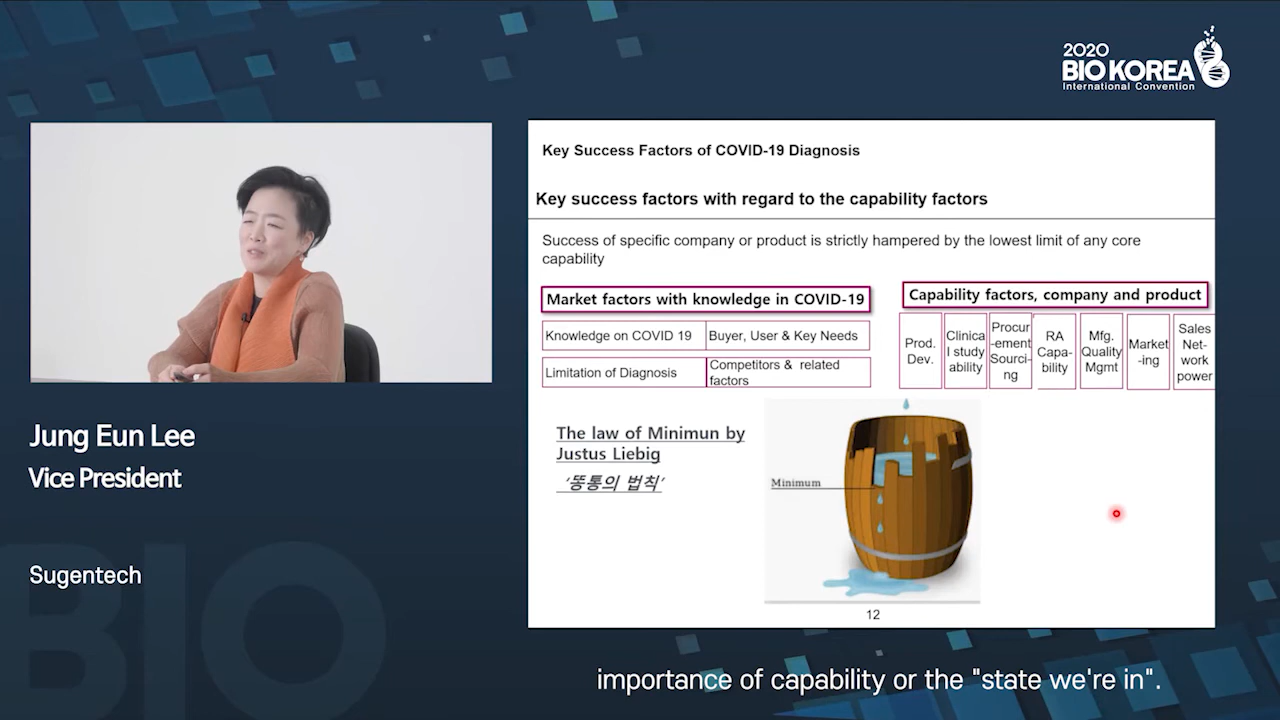 2020
BIO KOREA
International Convention
Key Success Factors of COVID-19 Diagnosis
Key success factors with regard to the capability factors
Success of specific company or product is strictly hampered by the lowest limit of any core
capability
Market factors with knowledge in COVID-19
Knowledge on COVID 19
Buyer, User & Key Needs
Limitation of Diagnosis
Competitors & related
factors
Capability factors, company and product
Prod.
Dev.
Clinica
l study
ability
Procur
-ement
Sourci-
ng
RA
Capa-
bility
Mfg.
Quality
Mgmt
Market
-ing
Sales
Net-
work
power
The law of Minimun by
Justus Liebig
‘똥통의 법칙’
Minimum
12
Jung Eun Lee
Vice President
Sugentech
BIO
importance of capability or the "state we're in".